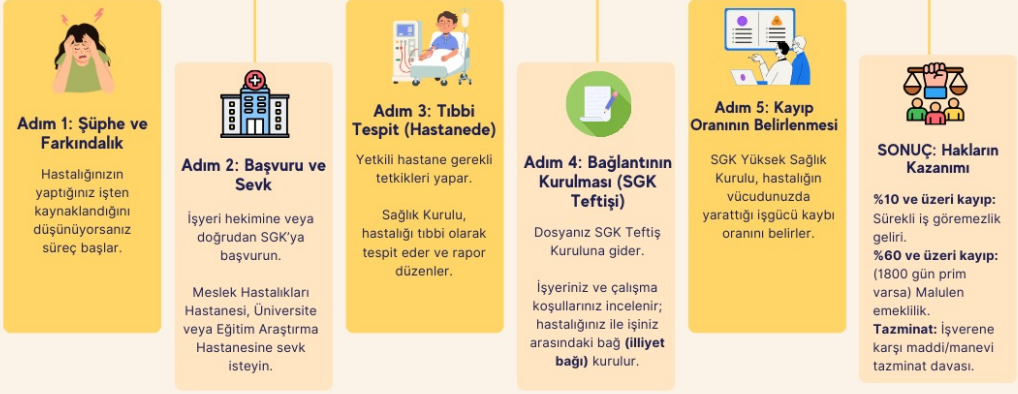 Adım 1: Şüphe ve
Farkındalık
Hastalığınızın
yaptığınız işten
kaynaklandığını
düşünüyorsanız
süreç başlar.
Adım 2: Başvuru ve
Sevk
İşyeri hekimine veya
doğrudan SGK'ya
başvurun.
Meslek Hastalıkları
Hastanesi, Üniversite
veya Eğitim Araştırma
Hastanesine sevk
isteyin.
Adım 3: Tıbbi
Tespit (Hastanede)
Yetkili hastane gerekli
tetkikleri yapar.
Sağlık Kurulu,
hastalığı tıbbi olarak
tespit eder ve rapor
düzenler.
Adım 4: Bağlantının
Kurulması (SGK
Teftişi)
Dosyanız SGK Teftiş
Kuruluna gider.
İşyeriniz ve çalışma
koşullarınız incelenir;
hastalığınız ile işiniz
arasındaki bağ (illiyet
bağı) kurulur.
Adım 5: Kayıp
Oranının Belirlenmesi
SGK Yüksek Sağlık
Kurulu, hastalığın
vücudunuzda
yarattığı işgücü kaybı
oranını belirler.
SONUÇ: Hakların
Kazanımı
%10 ve üzeri kayıp:
Sürekli iş göremezlik
geliri.
%60 ve üzeri kayıp:
(1800 gün prim
varsa) Malulen
emeklilik.
Tazminat: İşverene
karşı maddi/manevi
tazminat davası.